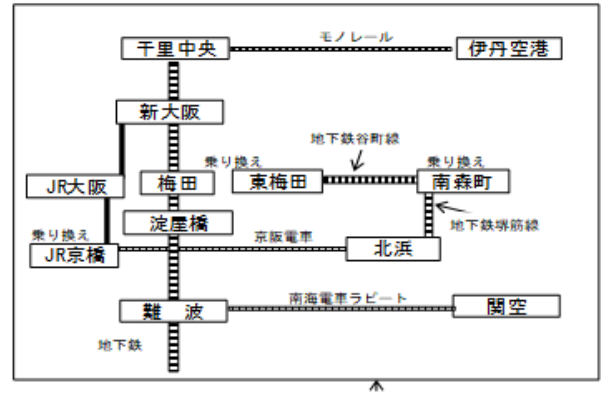 モノレール
千里中央
伊丹空港
新大阪
地下鉄谷町線
乗り換え
乗り換え
JR大阪
梅田
東梅田
南森町
淀屋橋
地下鉄堺筋線
乗り換え
京阪電車
JR京橋
北浜
南海電車ラピート
難 波
関空
地下鉄